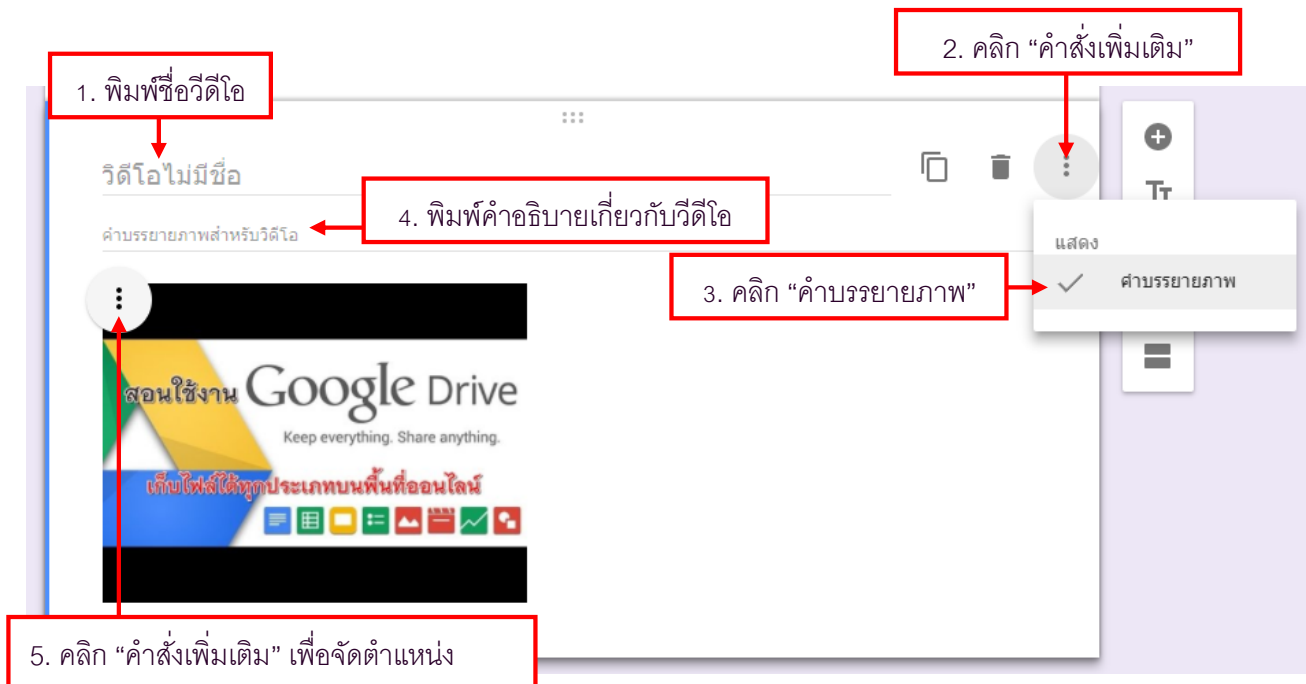 2. คลิก “คำสั่งเพิ่มเติม”
1. พิมพ์ชื่อวีดีโอ
วิดีโอไม่มีชื่อ
Tт
4. พิมพ์คำอธิบายเกี่ยวกับวีดีโอ
คำบรรยายภาพสำหรับวิดีโอ
แสดง
3. คลิก “คำบรรยายภาพ”
คำบรรยายภาพ
สอนใช้งาน Google Drive
Keep everything. Share anything.
เก็บไฟล์ได้ทุกประเภทบนพื้นที่ออนไลน์
5. คลิก “คำสั่งเพิ่มเติม” เพื่อจัดตำแหน่ง